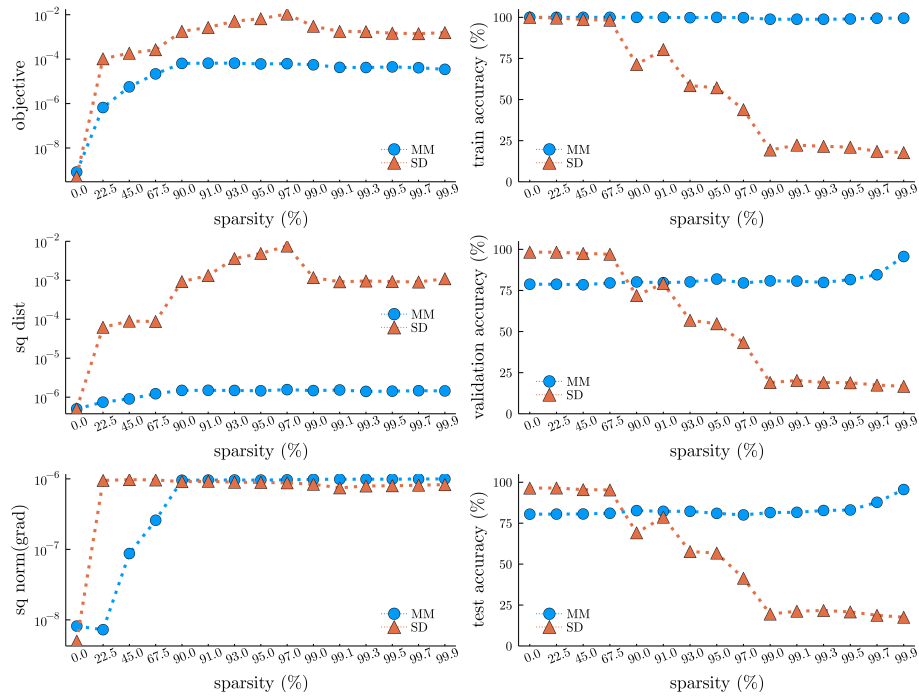 objective
10⁻²
10⁻⁴
10⁻⁶
10⁻⁸
MM
SD
0.0 22.5 45.0 67.5 90.0 91.0 93.0 95.0 97.0 99.0 99.1 99.3 99.5 99.7 99.9
sparsity (%)
train accuracy (%)
100
75
50
25
0
MM
SD
0.0 22.5 45.0 67.5 90.0 91.0 93.0 95.0 97.0 99.0 99.1 99.3 99.5 99.7 99.9
sparsity (%)
sq dist
10⁻²
10⁻³
10⁻⁴
10⁻⁵
10⁻⁶
MM
SD
0.0 22.5 45.0 67.5 90.0 91.0 93.0 95.0 97.0 99.0 99.1 99.3 99.5 99.7 99.9
sparsity (%)
validation accuracy (%)
100
75
50
25
0
MM
SD
0.0 22.5 45.0 67.5 90.0 91.0 93.0 95.0 97.0 99.0 99.1 99.3 99.5 99.7 99.9
sparsity (%)
sq norm(grad)
10⁻⁶
10⁻⁷
10⁻⁸
MM
SD
0.0 22.5 45.0 67.5 90.0 91.0 93.0 95.0 97.0 99.0 99.1 99.3 99.5 99.7 99.9
sparsity (%)
test accuracy (%)
100
75
50
25
0
MM
SD
0.0 22.5 45.0 67.5 90.0 91.0 93.0 95.0 97.0 99.0 99.1 99.3 99.5 99.7 99.9
sparsity (%)